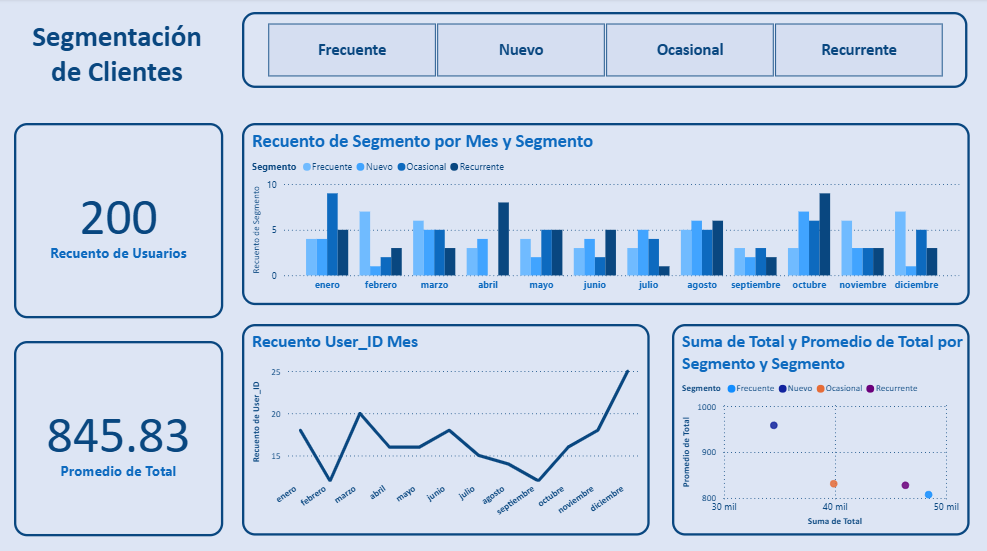 Segmentación
de Clientes
Frecuente
Nuevo
Ocasional
Recurrente
200
Recuento de Usuarios
845.83
Promedio de Total
Recuento de Segmento por Mes y Segmento
Segmento Frecuente Nuevo Ocasional Recurrente
Recuento de Segmento
10
5
0
enero febrero marzo abril mayo junio julio agosto septiembre octubre noviembre diciembre
Recuento User_ID Mes
Recuento de User_ID
25
20
15
enero febrero marzo abril mayo junio julio agosto septiembre octubre noviembre diciembre
Suma de Total y Promedio de Total por
Segmento y Segmento
Segmento Frecuente Nuevo Ocasional Recurrente
Promedio de Total
1000
900
800
30 mil 40 mil 50 mil
Suma de Total